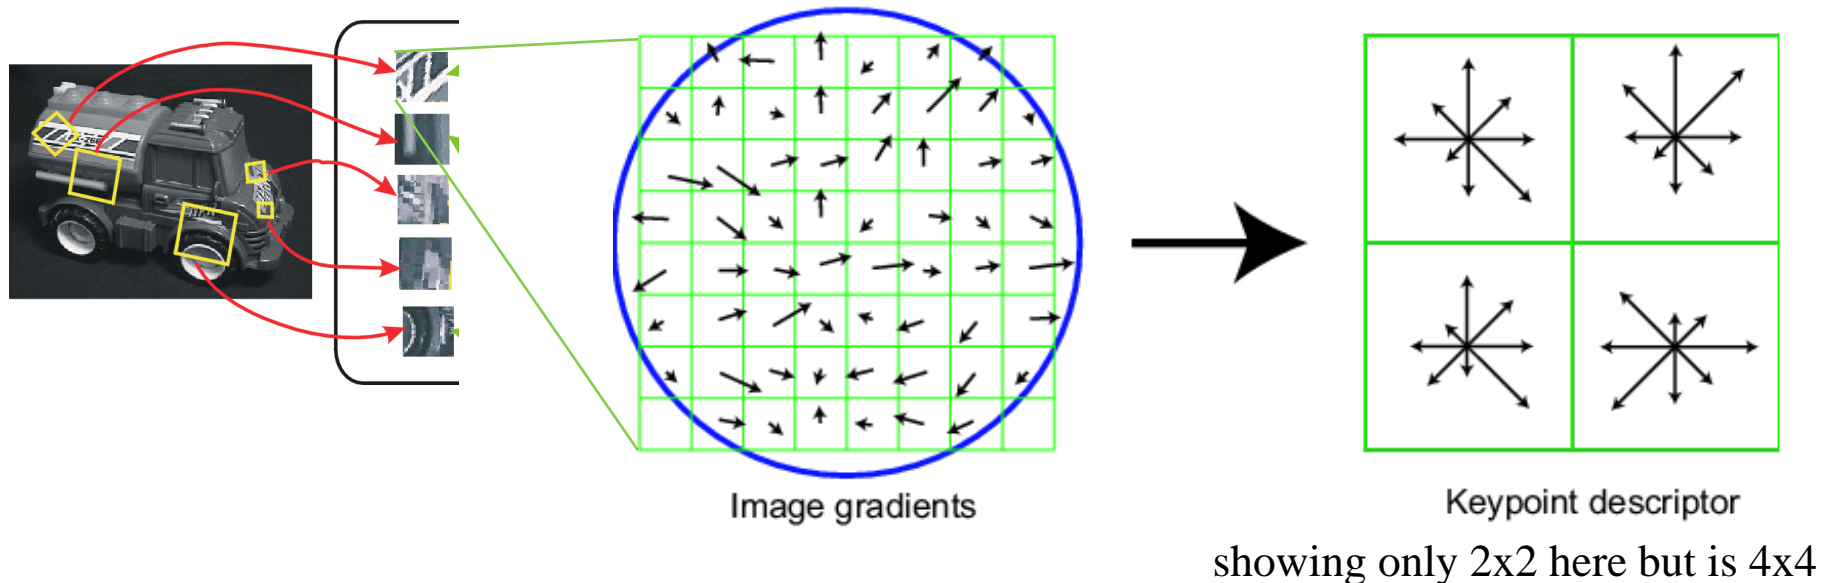 Image gradients
Keypoint descriptor
showing only 2x2 here but is 4x4